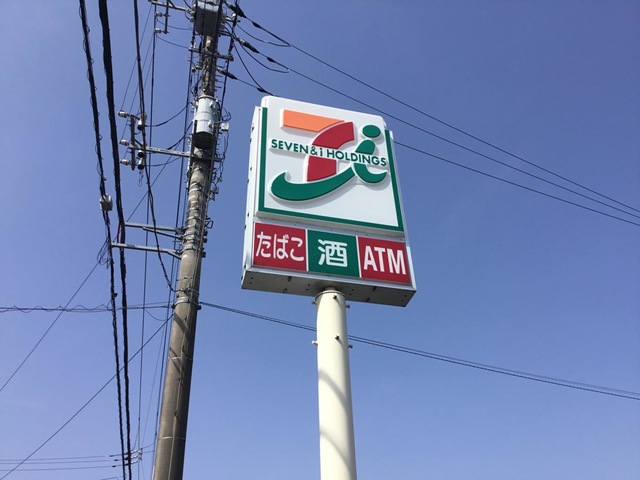 SEVEN & i HOLDINGS
たばこ 酒 ATM